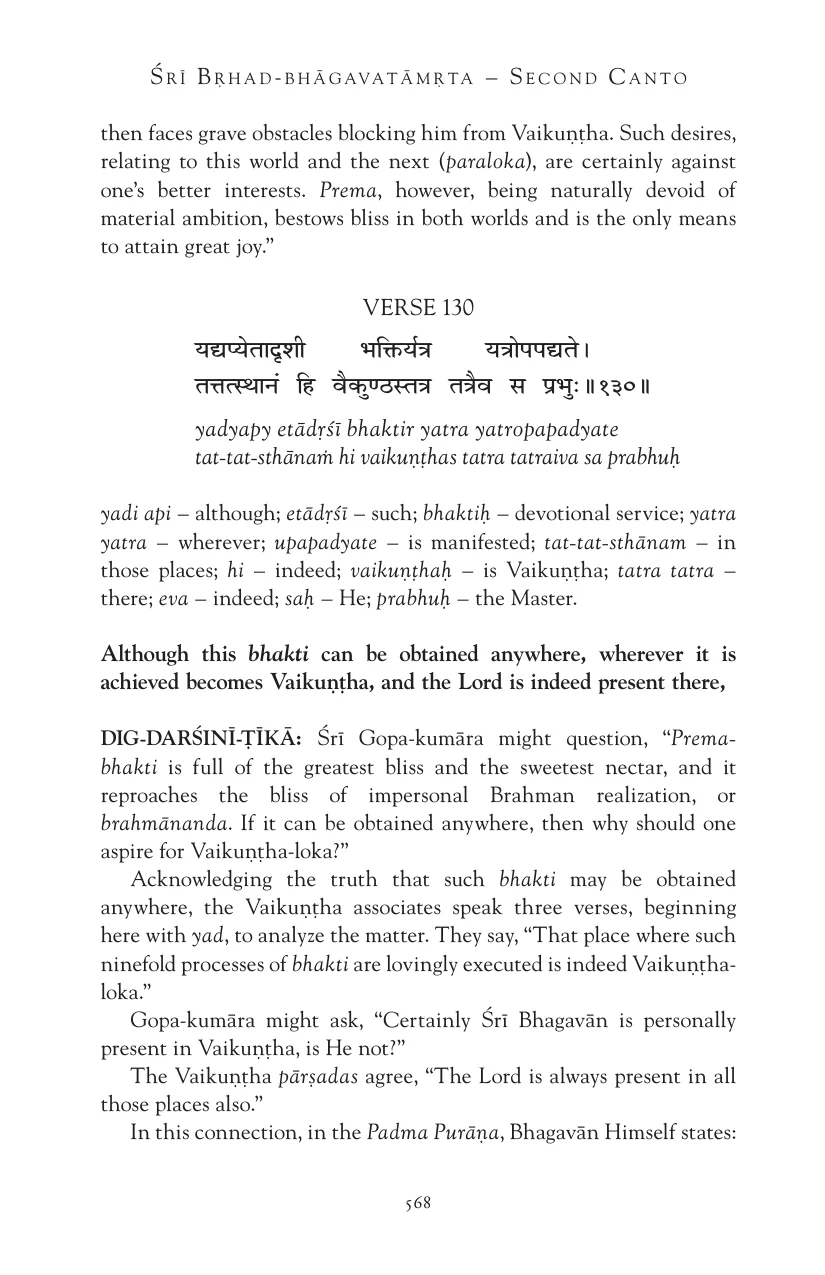 ŚRĪ BṚHAD-BHĀGAVATĀMṚTA – SECOND CANTO
then faces grave obstacles blocking him from Vaikuṇṭha. Such desires,
relating to this world and the next (paraloka), are certainly against
one’s better interests. Prema, however, being naturally devoid of
material ambition, bestows bliss in both worlds and is the only means
to attain great joy.”
VERSE 130
यद्यप्येतादृशी भक्तिर्यत्र यत्रोपपद्यते।
तत्तत्स्थानं हि वैकुण्ठस्तत्र तत्रैव स प्रभुः॥१३०॥
yadyapy etādṛśī bhaktir yatra yatropapadyate
tat-tat-sthānaṁ hi vaikuṇṭhas tatra tatraiva sa prabhuḥ
yadi api – although; etādṛśī – such; bhaktiḥ – devotional service; yatra
yatra – wherever; upapadyate – is manifested; tat-tat-sthānam – in
those places; hi – indeed; vaikuṇṭhaḥ – is Vaikuṇṭha; tatra tatra –
there; eva – indeed; saḥ – He; prabhuḥ – the Master.
Although this bhakti can be obtained anywhere, wherever it is
achieved becomes Vaikuṇṭha, and the Lord is indeed present there,
DIG-DARŚINĪ-ṬĪKĀ: Śrī Gopa-kumāra might question, “Prema-
bhakti is full of the greatest bliss and the sweetest nectar, and it
reproaches the bliss of impersonal Brahman realization, or
brahmānanda. If it can be obtained anywhere, then why should one
aspire for Vaikuṇṭha-loka?”
Acknowledging the truth that such bhakti may be obtained
anywhere, the Vaikuṇṭha associates speak three verses, beginning
here with yad, to analyze the matter. They say, “That place where such
ninefold processes of bhakti are lovingly executed is indeed Vaikuṇṭha-
loka.”
Gopa-kumāra might ask, “Certainly Śrī Bhagavān is personally
present in Vaikuṇṭha, is He not?”
The Vaikuṇṭha pārṣadas agree, “The Lord is always present in all
those places also.”
In this connection, in the Padma Purāṇa, Bhagavān Himself states:
568